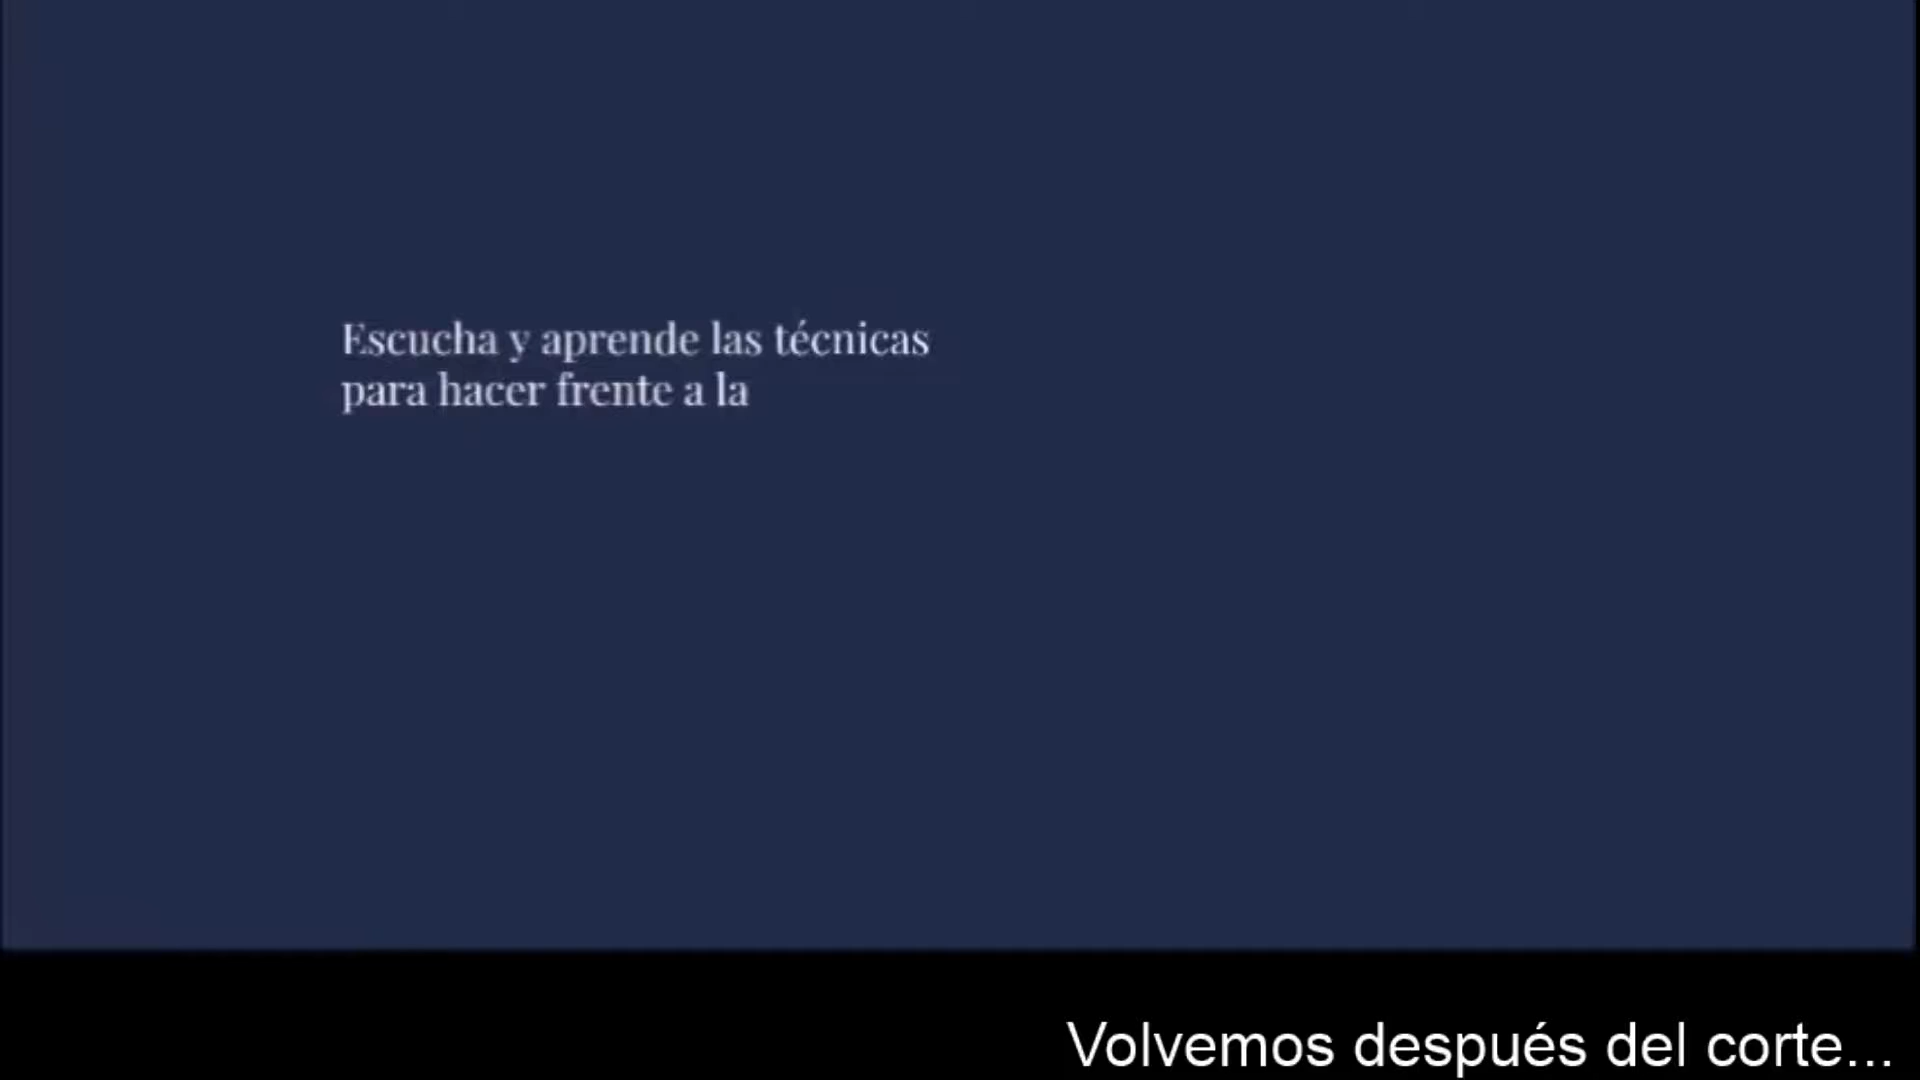 Escucha y aprende las técnicas
para hacer frente a la
Volvemos después del corte...